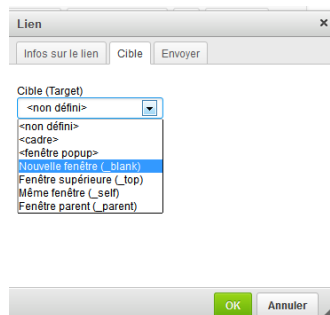 Lien ×
Infos sur le lien Cible Envoyer
Cible (Target)
<non défini>
<non défini>
<cadre>
<fenêtre popup>
Nouvelle fenêtre (_blank)
Fenêtre supérieure (_top)
Même fenêtre (_self)
Fenêtre parent (_parent)
OK Annuler